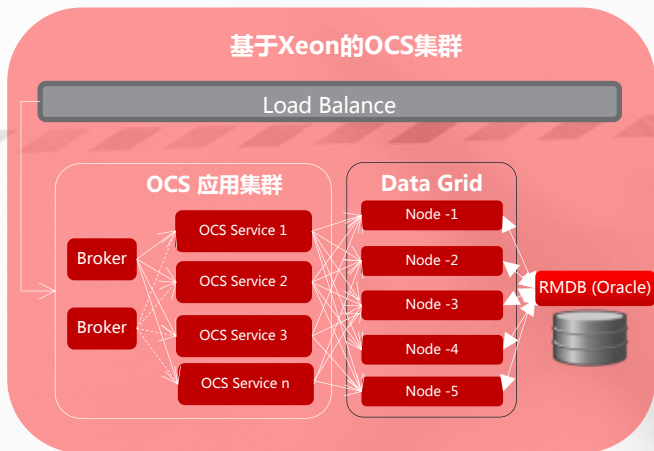 基于Xeon的OCS集群
Load Balance
OCS 应用集群
Broker
Broker
OCS Service 1
OCS Service 2
OCS Service 3
OCS Service n
Data Grid
Node -1
Node -2
Node -3
Node -4
Node -5
RMDB (Oracle)